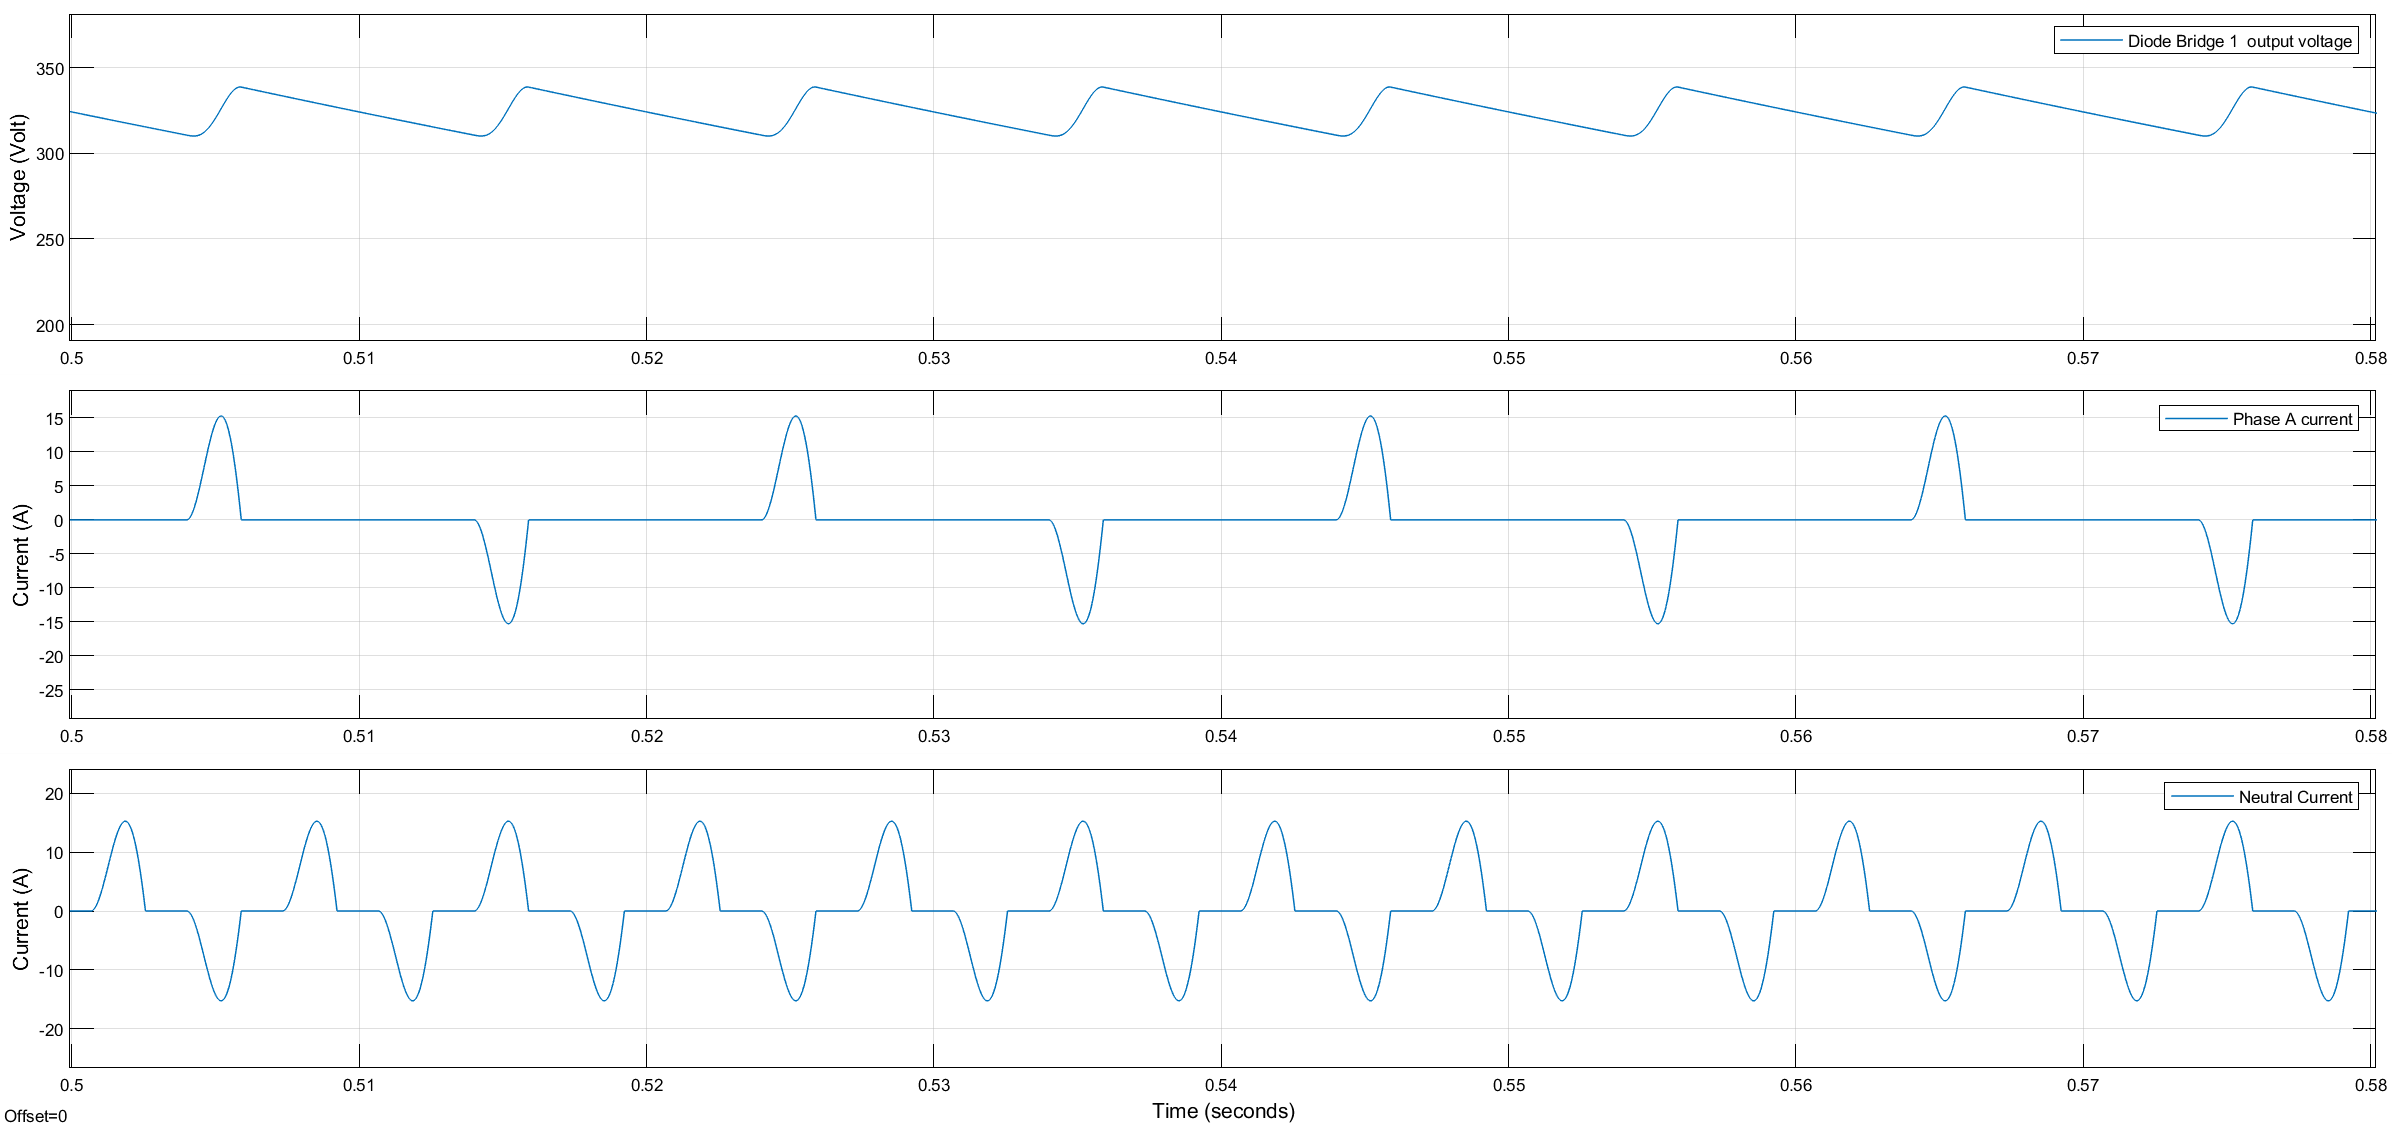 Diode Bridge 1  output voltage
Voltage (Volt)
350
300
250
200
0.5 0.51 0.52 0.53 0.54 0.55 0.56 0.57 0.58
Phase A current
Current (A)
15
10
5
0
-5
-10
-15
-20
-25
0.5 0.51 0.52 0.53 0.54 0.55 0.56 0.57 0.58
Neutral Current
Current (A)
20
10
0
-10
-20
0.5 0.51 0.52 0.53 0.54 0.55 0.56 0.57 0.58
Offset=0
Time (seconds)